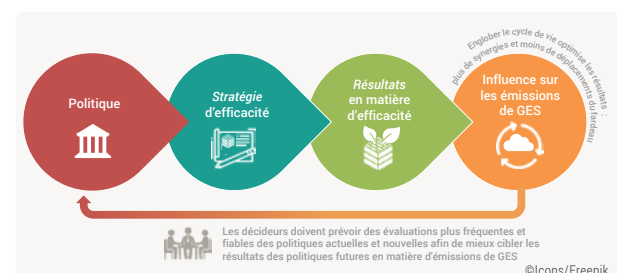 Politique
Stratégie
d'efficacité
Résultats
en matière
d'efficacité
Influence sur
les émissions
de GES
Englober le cycle de vie optimise les résultats :
plus de synergies et moins de déplacements du fardeau
Les décideurs doivent prévoir des évaluations plus fréquentes et
fiables des politiques actuelles et nouvelles afin de mieux cibler les
résultats des politiques futures en matière d'émissions de GES
©Icons/Freepik